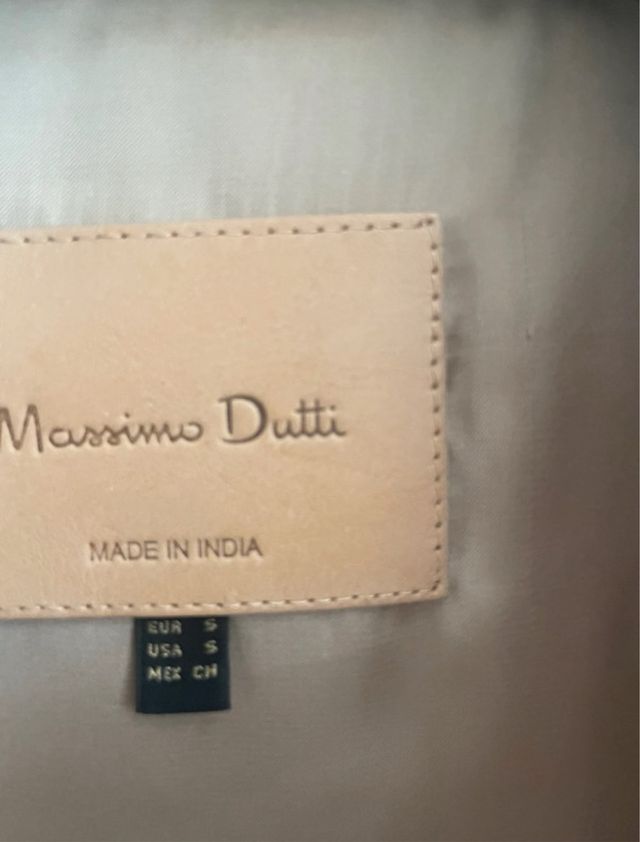 Massimo Dutti
MADE IN INDIA
EUR S
USA S
MEX CH